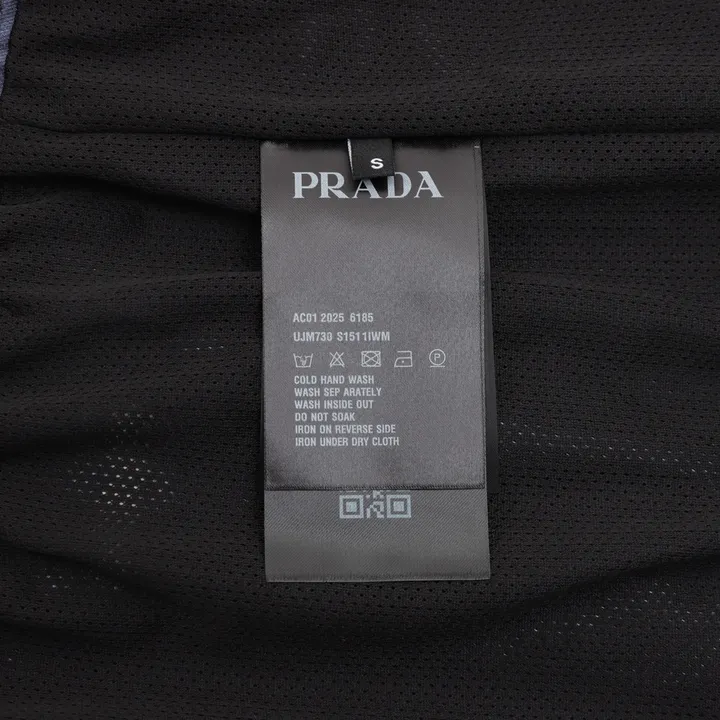 S
PRADA
AC01 2025 6185
UJM730 S1511IWM
COLD HAND WASH
WASH SEP ARATELY
WASH INSIDE OUT
DO NOT SOAK
IRON ON REVERSE SIDE
IRON UNDER DRY CLOTH